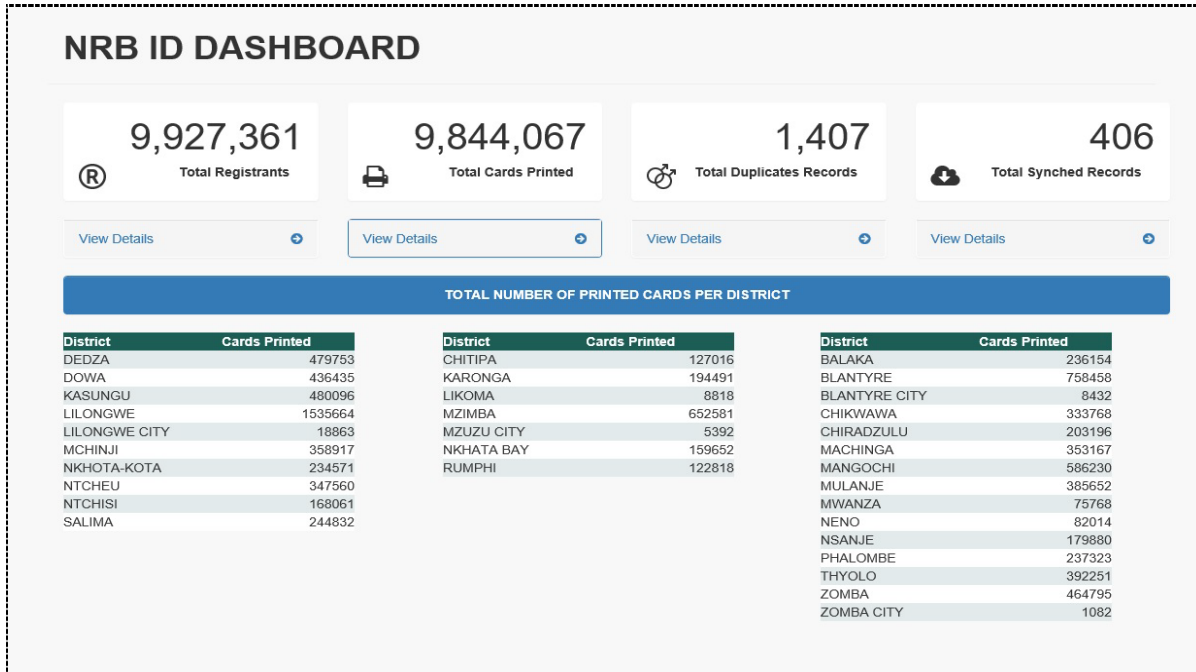 NRB ID DASHBOARD
9,927,361
Total Registrants
9,844,067
Total Cards Printed
1,407
Total Duplicates Records
406
Total Synched Records
View Details
View Details
View Details
View Details
TOTAL NUMBER OF PRINTED CARDS PER DISTRICT
District Cards Printed
DEDZA 479753
DOWA 436435
KASUNGU 480096
LILONGWE 1535664
LILONGWE CITY 18863
MCHINJI 358917
NKHOTA-KOTA 234571
NTCHEU 347560
NTCHISI 168061
SALIMA 244832
District Cards Printed
CHITIPA 127016
KARONGA 194491
LIKOMA 8818
MZIMBA 652581
MZUZU CITY 5392
NKHATA BAY 159652
RUMPHI 122818
District Cards Printed
BALAKA 236154
BLANTYRE 758458
BLANTYRE CITY 8432
CHIKWAWA 333768
CHIRADZULU 203196
MACHINGA 353167
MANGOCHI 586230
MULANJE 385652
MWANZA 75768
NENO 82014
NSANJE 179880
PHALOMBE 237323
THYOLO 392251
ZOMBA 464795
ZOMBA CITY 1082